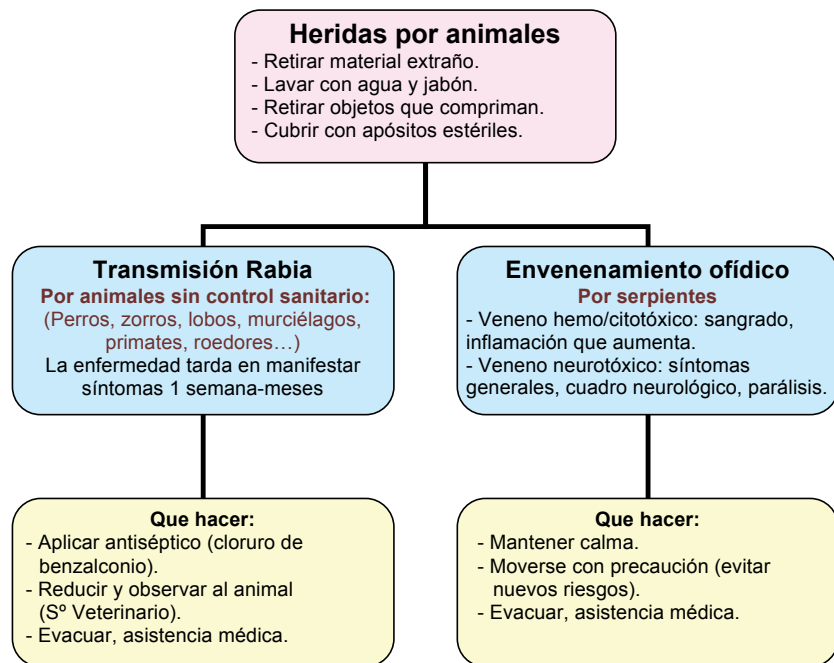 Heridas por animales
- Retirar material extraño.
- Lavar con agua y jabón.
- Retirar objetos que compriman.
- Cubrir con apósitos estériles.
Transmisión Rabia
Por animales sin control sanitario:
(Perros, zorros, lobos, murciélagos,
primates, roedores…)
La enfermedad tarda en manifestar
síntomas 1 semana-meses
Envenenamiento ofídico
Por serpientes
- Veneno hemo/citotóxico: sangrado,
inflamación que aumenta.
- Veneno neurotóxico: síntomas
generales, cuadro neurológico, parálisis.
Que hacer:
- Aplicar antiséptico (cloruro de
benzalconio).
- Reducir y observar al animal
(Sº Veterinario).
- Evacuar, asistencia médica.
Que hacer:
- Mantener calma.
- Moverse con precaución (evitar
nuevos riesgos).
- Evacuar, asistencia médica.